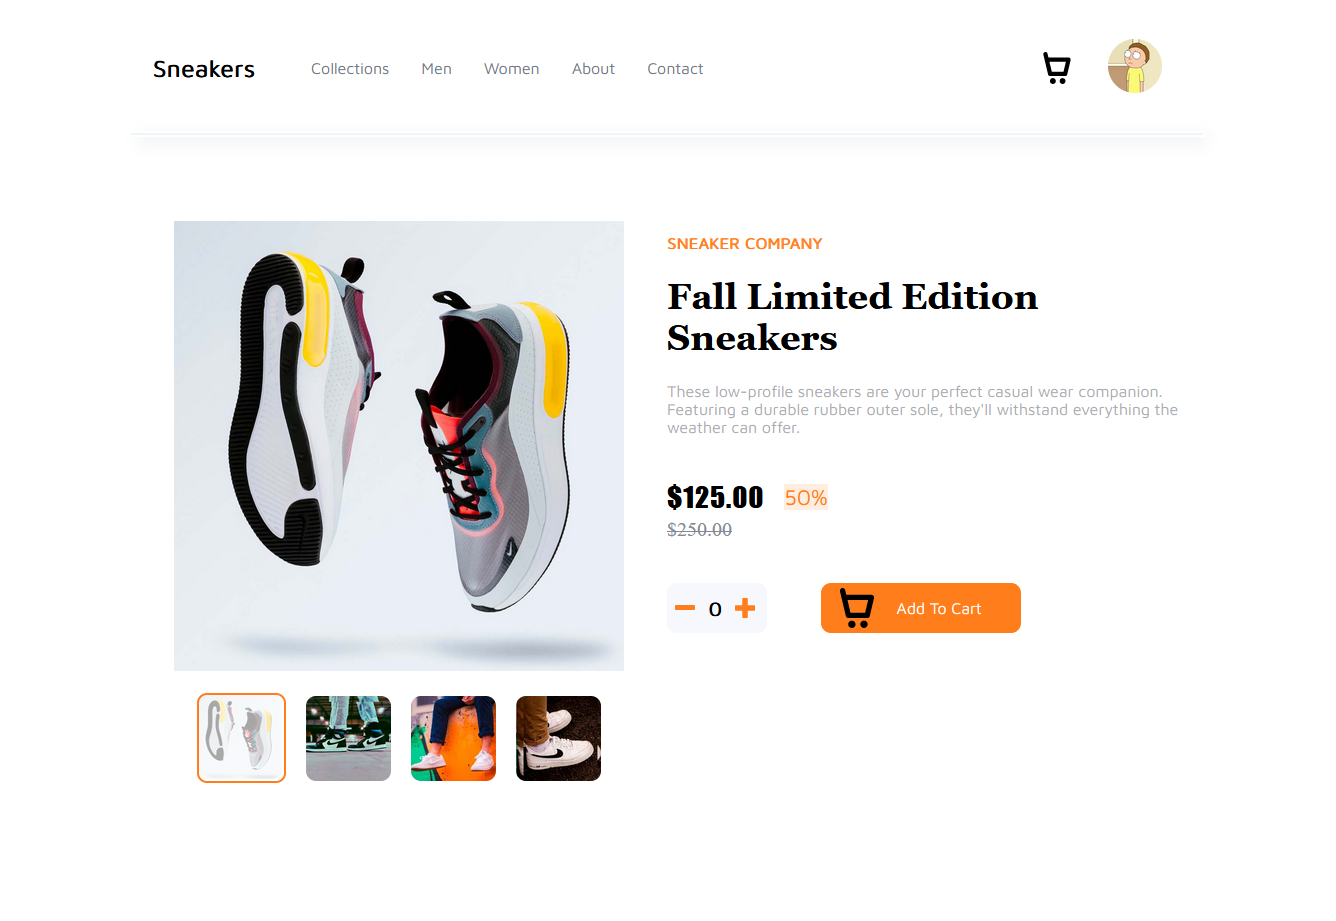 Sneakers
Collections
Men
Women
About
Contact
SNEAKER COMPANY
Fall Limited Edition
Sneakers
These low-profile sneakers are your perfect casual wear companion.
Featuring a durable rubber outer sole, they'll withstand everything the
weather can offer.
$125.00 50%
$250.00
0
Add To Cart